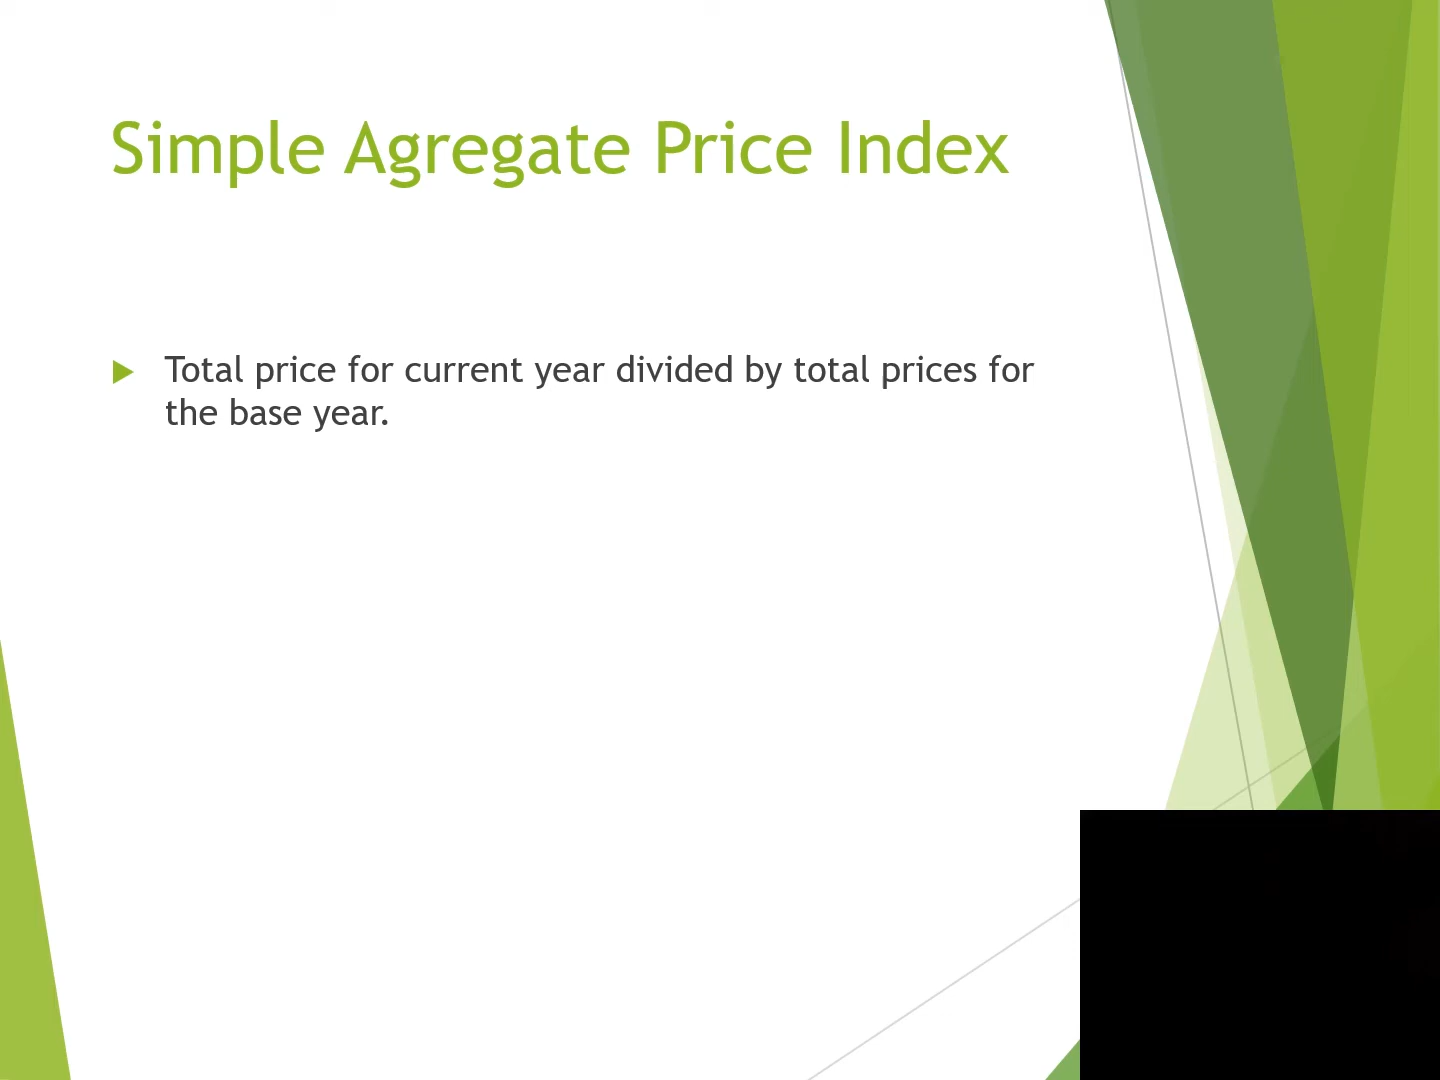 Simple Agregate Price Index
Total price for current year divided by total prices for
the base year.